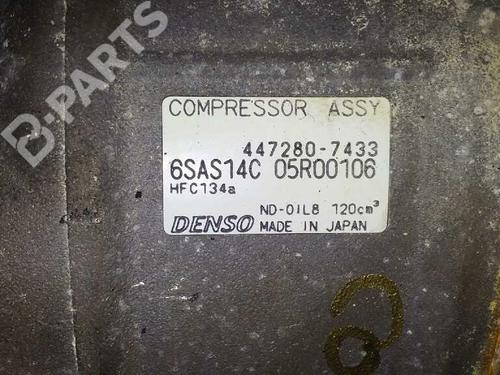 B-PARTS
COMPRESSOR ASSY
447280-7433
6SAS14C 05R00106
HFC134a
ND-OIL8 120cm³
DENSO MADE IN JAPAN